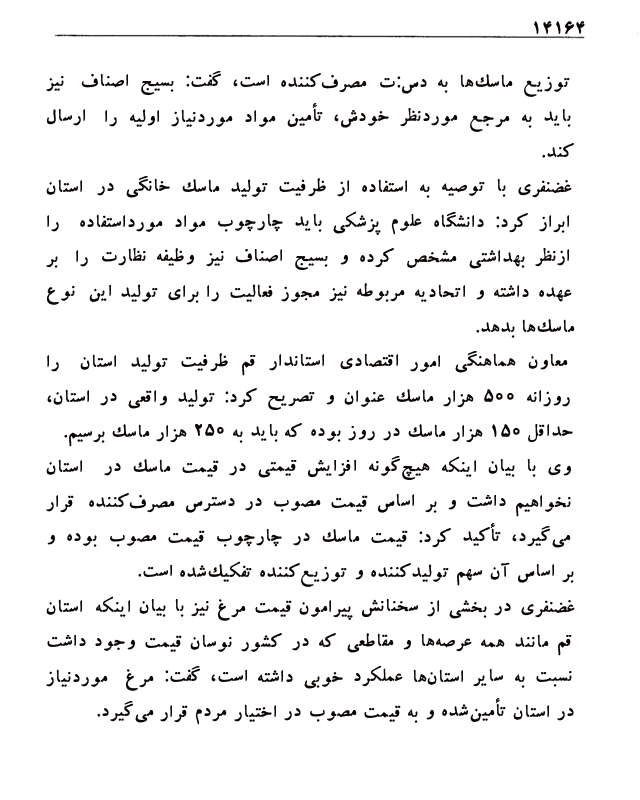 ۱۴۱۶۴
توزیع ماسك‌ها به دس:ت مصرف‌کننده است، گفت: بسیج اصناف نیز
باید به مرجع موردنظر خودش، تأمین مواد موردنیاز اولیه را ارسال
کند.
غضنفری با توصیه به استفاده از ظرفیت تولید ماسك خانگی در استان
ابراز کرد: دانشگاه علوم پزشکی باید چارچوب مواد مورداستفاده را
ازنظر بهداشتی مشخص کرده و بسیج اصناف نیز وظیفه نظارت را بر
عهده داشته و اتحادیه مربوطه نیز مجوز فعالیت را برای تولید این نوع
ماسك‌ها بدهد.
معاون هماهنگی امور اقتصادی استاندار قم ظرفیت تولید استان را
روزانه ۵۰۰ هزار ماسك عنوان و تصریح کرد: تولید واقعی در استان،
حداقل ۱۵۰ هزار ماسك در روز بوده که باید به ۲۵۰ هزار ماسك برسیم.
وی با بیان اینکه هیچ‌گونه افزایش قیمتی در قیمت ماسك در استان
نخواهیم داشت و بر اساس قیمت مصوب در دسترس مصرف‌کننده قرار
می‌گیرد، تأکید کرد: قیمت ماسك در چارچوب قیمت مصوب بوده و
بر اساس آن سهم تولیدکننده و توزیع‌کننده تفکیك‌شده است.
غضنفری در بخشی از سخنانش پیرامون قیمت مرغ نیز با بیان اینکه استان
قم مانند همه عرصه‌ها و مقاطعی که در کشور نوسان قیمت وجود داشت
نسبت به سایر استان‌ها عملکرد خوبی داشته است، گفت: مرغ موردنیاز
در استان تأمین‌شده و به قیمت مصوب در اختیار مردم قرار می‌گیرد.